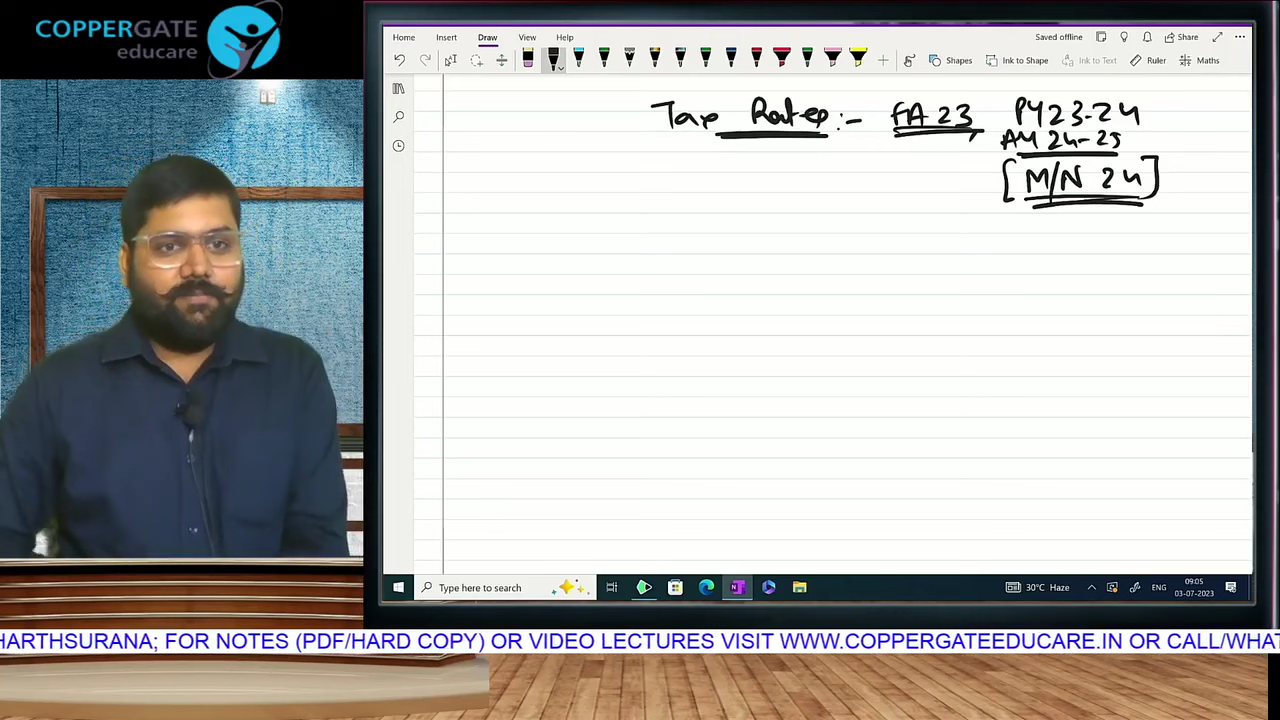 COPPERGATE
educare
Home Insert Draw View Help
Saved offline
Share
Shapes Ink to Shape Ink to Text Ruler Maths
Tax Rates :- FA 23, PY 23-24
AY 24-25
[M/N 24]
Type here to search
30°C Haze
ENG
09:05
03-07-2023
HARTHSURANA; FOR NOTES (PDF/HARD COPY) OR VIDEO LECTURES VISIT WWW.COPPERGATEEDUCARE.IN OR CALL/WHAT